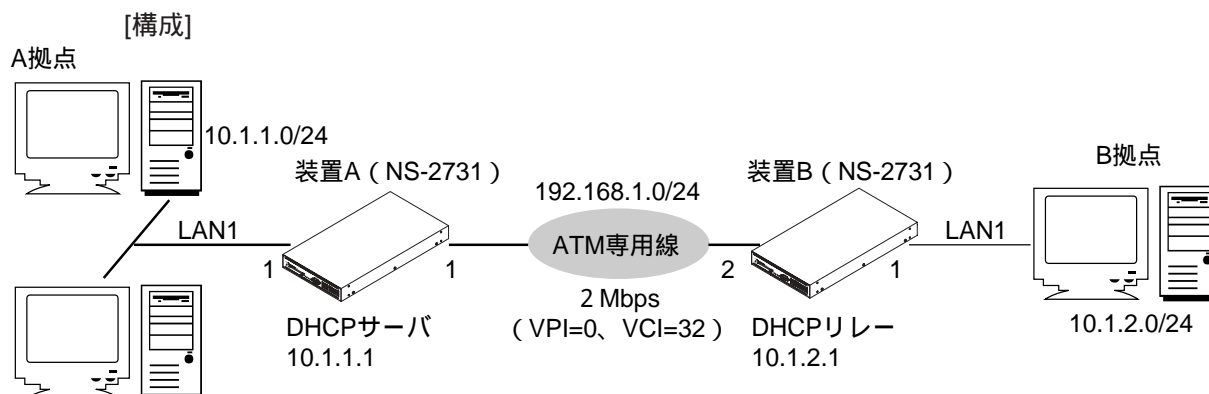 [構成]
A拠点
10.1.1.0/24
装置A（NS-2731）
192.168.1.0/24
装置B（NS-2731）
B拠点
LAN1
ATM専用線
LAN1
1
1
2
1
2 Mbps
（VPI=0、VCI=32）
DHCPサーバ
10.1.1.1
DHCPリレー
10.1.2.1
10.1.2.0/24